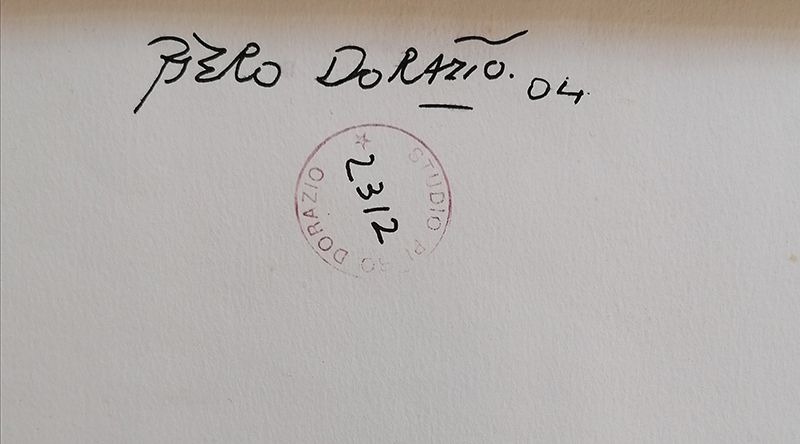 PIERO DORAZIO. 04
STUDIO PIERO DORAZIO
2312